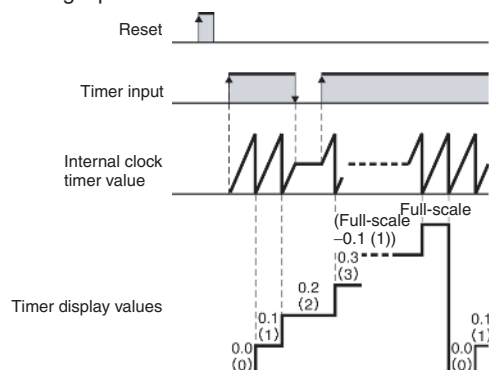 Reset
Timer input
Internal clock
timer value
Full-scale
(Full-scale
−0.1 (1))
0.3
(3)
0.2
(2)
0.1
(1)
0.0
(0)
Timer display values
0.1
(1)
0.0
(0)